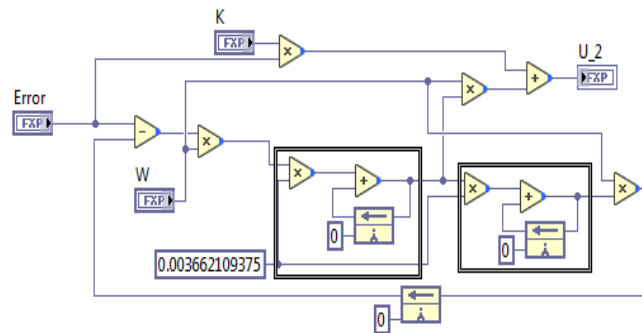 K
FXP
×
+
U_2
FXP
Error
FXP
×
−
×
W
FXP
×
+
0
×
+
0
×
0.003662109375
0